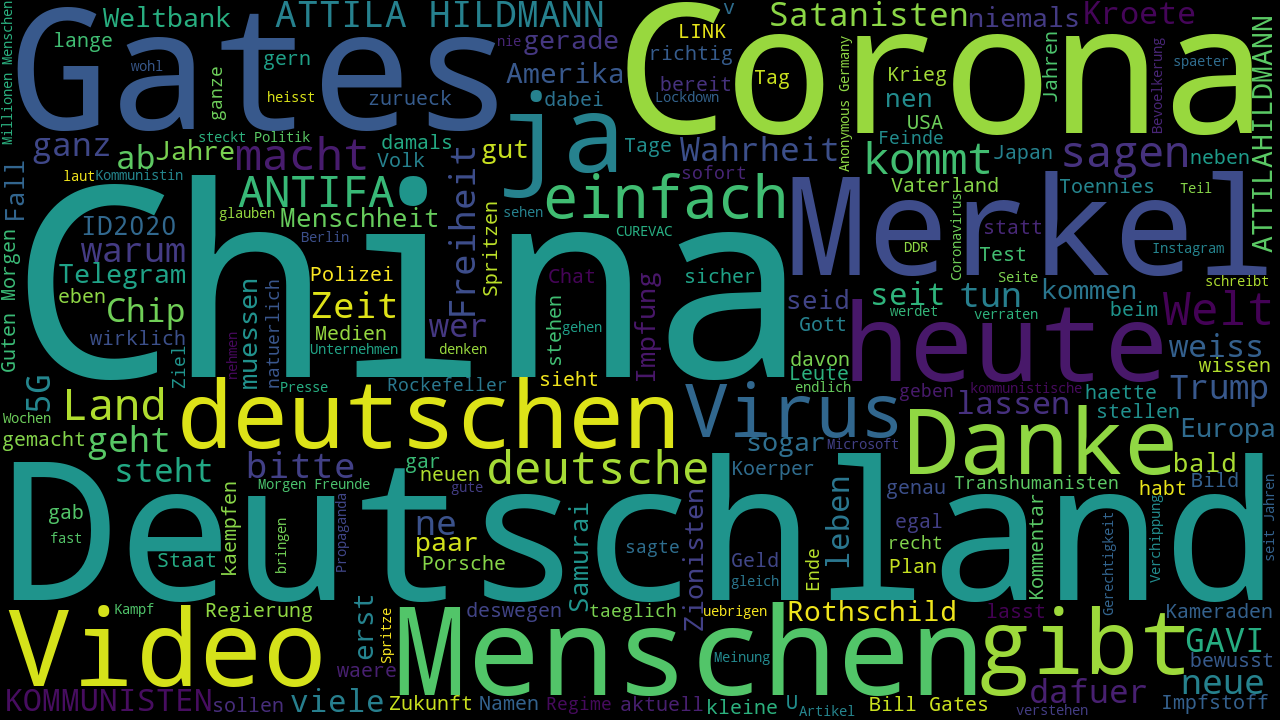 Millionen Menschen
Gates
Weltbank
lange
wohl
ganze
gern
heisst
ATTILA HILDMANN
nie
gerade
Amerika
zurueck
dabei
Corona
v
LINK
richtig
bereit
Lockdown
Tag
Satanisten
niemals
Kroete
Anonymous Germany
Krieg
nen
USA
Feinde
Jahren
Bevoelkerung
spaeter
ATTILAHILDMANN
steckt
Politik
ganz
ab
Jahre
macht
damals
Volk
gut
ja
Tage
Wahrheit
sofort
kommt
Japan
sagen
neben
laut
Kommunistin
Fall
ID2020
warum
Telegram
eben
Chip
wirklich
Guten Morgen
ANTIFA
glauben
Menschheit
Berlin
Freiheit
Spritzen
sehen
einfach
CUREVAC
China
Polizei
Zeit
Medien
Unternehmen
muessen
natuerlich
nehmen
Ziel
Presse
wer
denken
Chat
stehen
gehen
Impfung
sicher
Merkel
Vaterland
DDR
Coronavirus
statt
Test
Seite
Toennies
Teil
Instagram
schreibt
seid
Gott
seit
werdet
tun
verraten
kommen
beim
Welt
davon
Leute
endlich
heute
weiss
wissen
5G
Wochen
Land
gemacht
geht
Rockefeller
sieht
deutschen
Virus
sogar
Microsoft
geben
kommunistische
lassen
haette
stellen
Trump
Europa
Danke
bald
steht
bitte
Morgen Freunde
gar
neuen
gute
deutsche
Koerper
genau
Transhumanisten
habt
Bild
seit Jahren
Deutschland
gab
fast
Staat
kaempfen
bringen
Propaganda
ne
paar
Porsche
Samurai
sagte
Zionisten
Geld
gleich
Ende
leben
egal
recht
Plan
Kommentar
Gerechtigkeit
Verchippung
Video
Kampf
Regierung
erst
Spritze
waere
deswegen
taeglich
uebrigen
Rothschild
lasst
Kameraden
Menschen
Meinung
gibt
GAVI
bewusst
KOMMUNISTEN
sollen
viele
Zukunft
Namen
Regime
aktuell
kleine
U
Artikel
Bill Gates
dafuer
verstehen
neue
Impfstoff